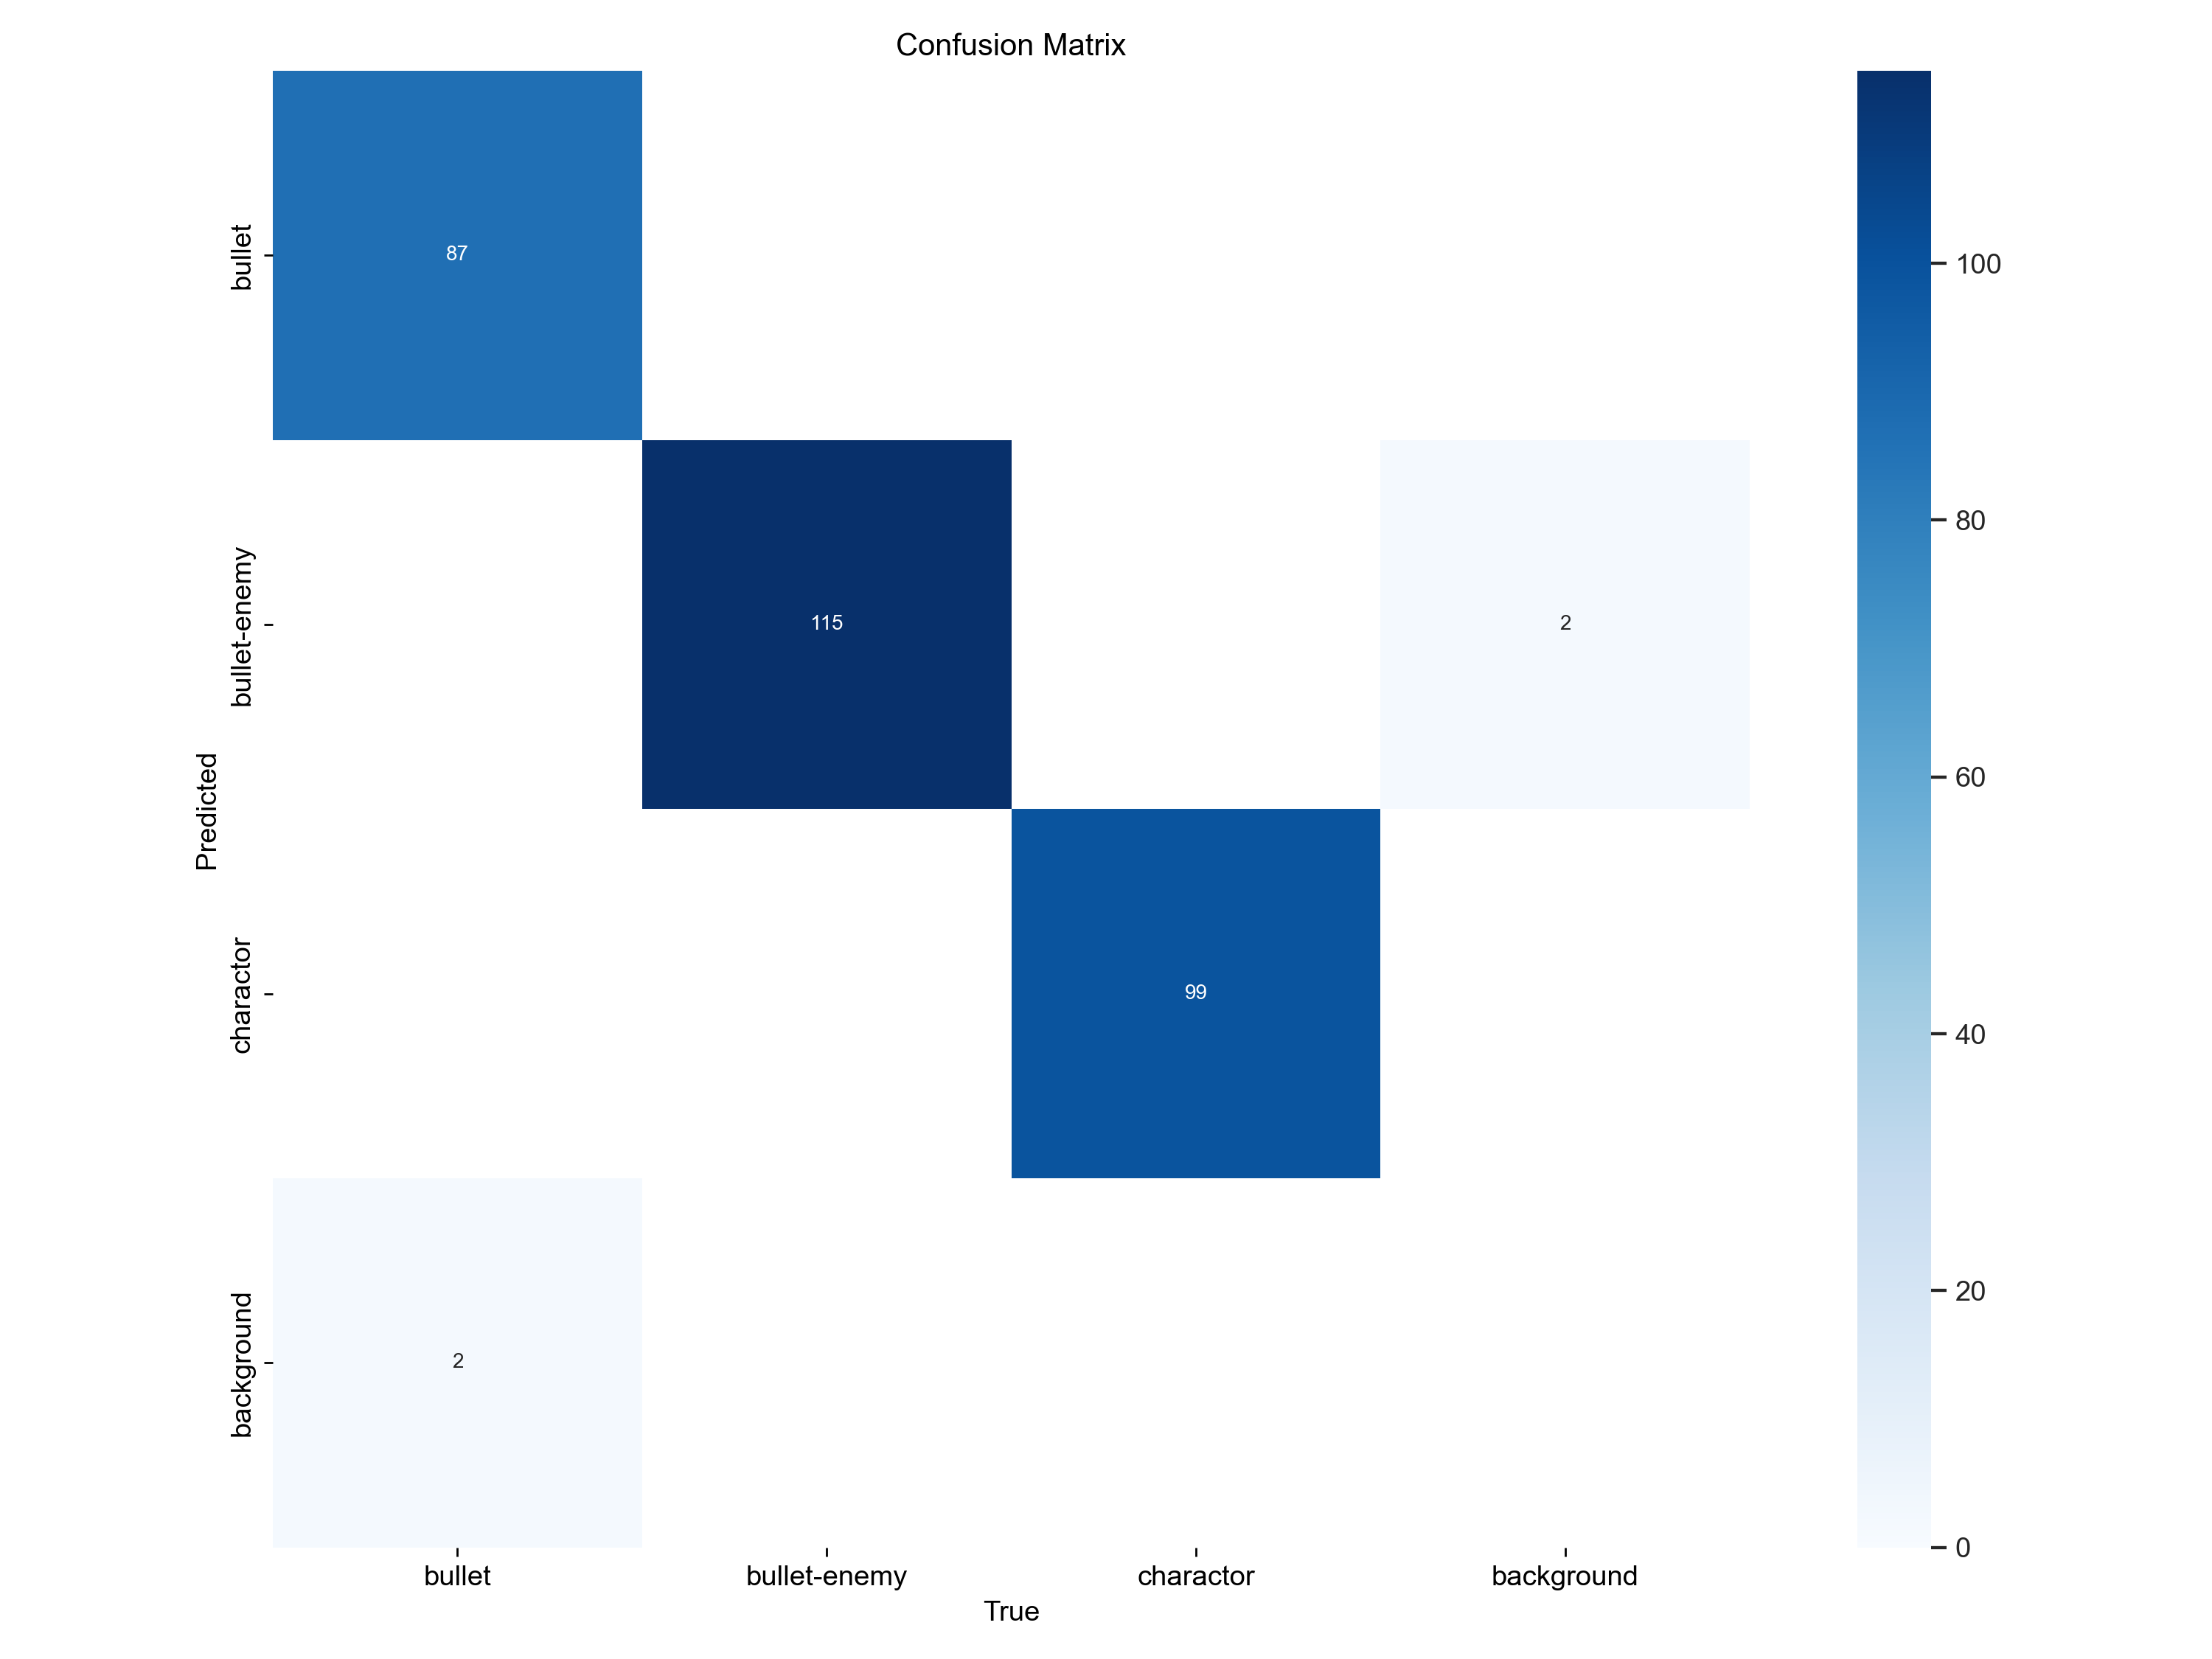 Confusion Matrix
bullet
87
bullet-enemy
115
2
charactor
99
background
2
Predicted
bullet
bullet-enemy
charactor
background
True
100
80
60
40
20
0